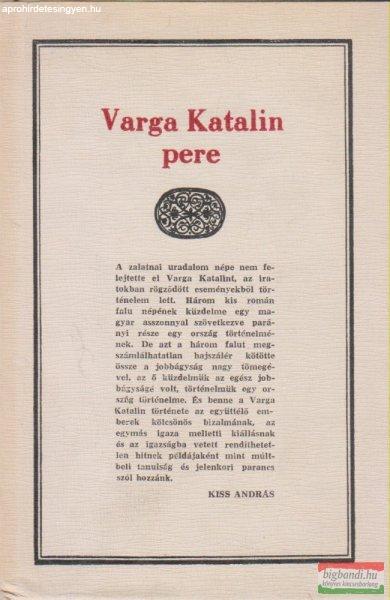 aprohirdetesingyen.hu
Varga Katalin
pere
A zalatnai uradalom népe nem fe-
lejtette el Varga Katalint, az ira-
tokban rögződött eseményekből tör-
ténelem lett. Három kis román
falu népének küzdelme egy ma-
gyar asszonnyal szövetkezve pará-
nyi része egy ország történelmé-
nek. De azt a három falut meg-
számlálhatatlan hajszálér kötötte
össze a jobbágyság nagy tömegé-
vel, az ő küzdelmük az egész job-
bágyságé volt, történelmük egy or-
szág történelme. És benne a Varga
Katalin története az együttélő em-
berek kölcsönös bizalmának, az
egymás igaza melletti kiállásnak
és az igazságba vetett rendíthetet-
len hitnek példájaként mint múlt-
beli tanulság és jelenkori parancs
szól hozzánk.
KISS ANDRÁS
bigbandi.hu
könyves kincsesbarlang